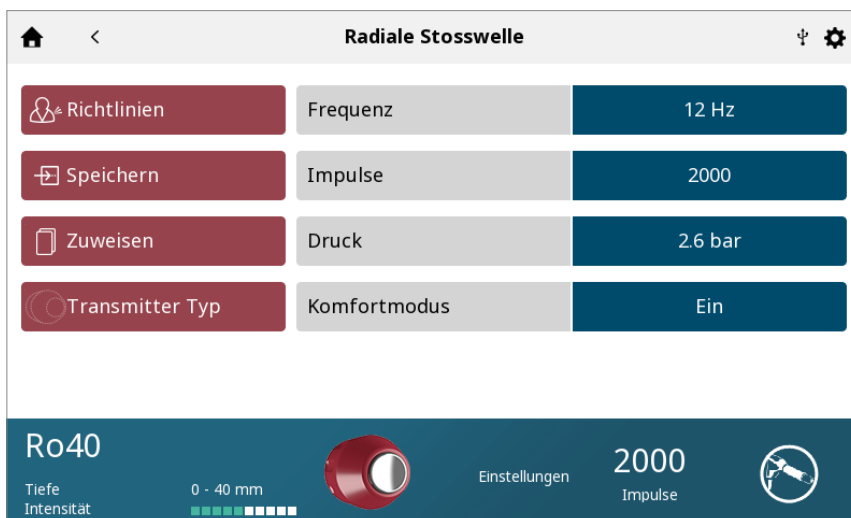 Radiale Stosswelle
Richtlinien
Frequenz
12 Hz
Speichern
Impulse
2000
Zuweisen
Druck
2.6 bar
Transmitter Typ
Komfortmodus
Ein
Ro40
Tiefe
0 - 40 mm
Intensität
Einstellungen
2000
Impulse